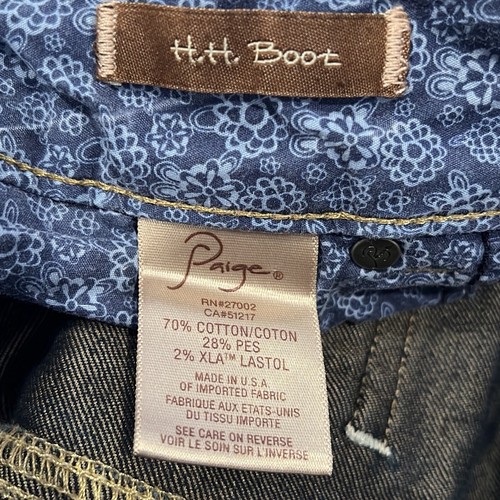 H.H. Boot
Paige®
RN#27002
CA#51217
70% COTTON/COTON
28% PES
2% XLA™ LASTOL
MADE IN U.S.A.
OF IMPORTED FABRIC
FABRIQUE AUX ETATS-UNIS
DU TISSU IMPORTE
SEE CARE ON REVERSE
VOIR LE SOIN SUR L'INVERSE